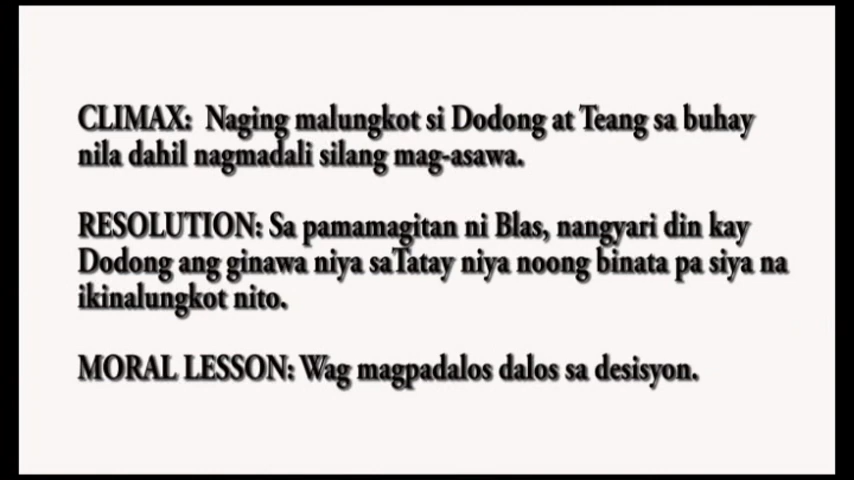 CLIMAX: Naging malungkot si Dodong at Teang sa buhay
nila dahil nagmadali silang mag-asawa.
RESOLUTION: Sa pamamagitan ni Blas, nangyari din kay
Dodong ang ginawa niya saTatay niya noong binata pa siya na
ikinalungkot nito.
MORAL LESSON: Wag magpadalos dalos sa desisyon.